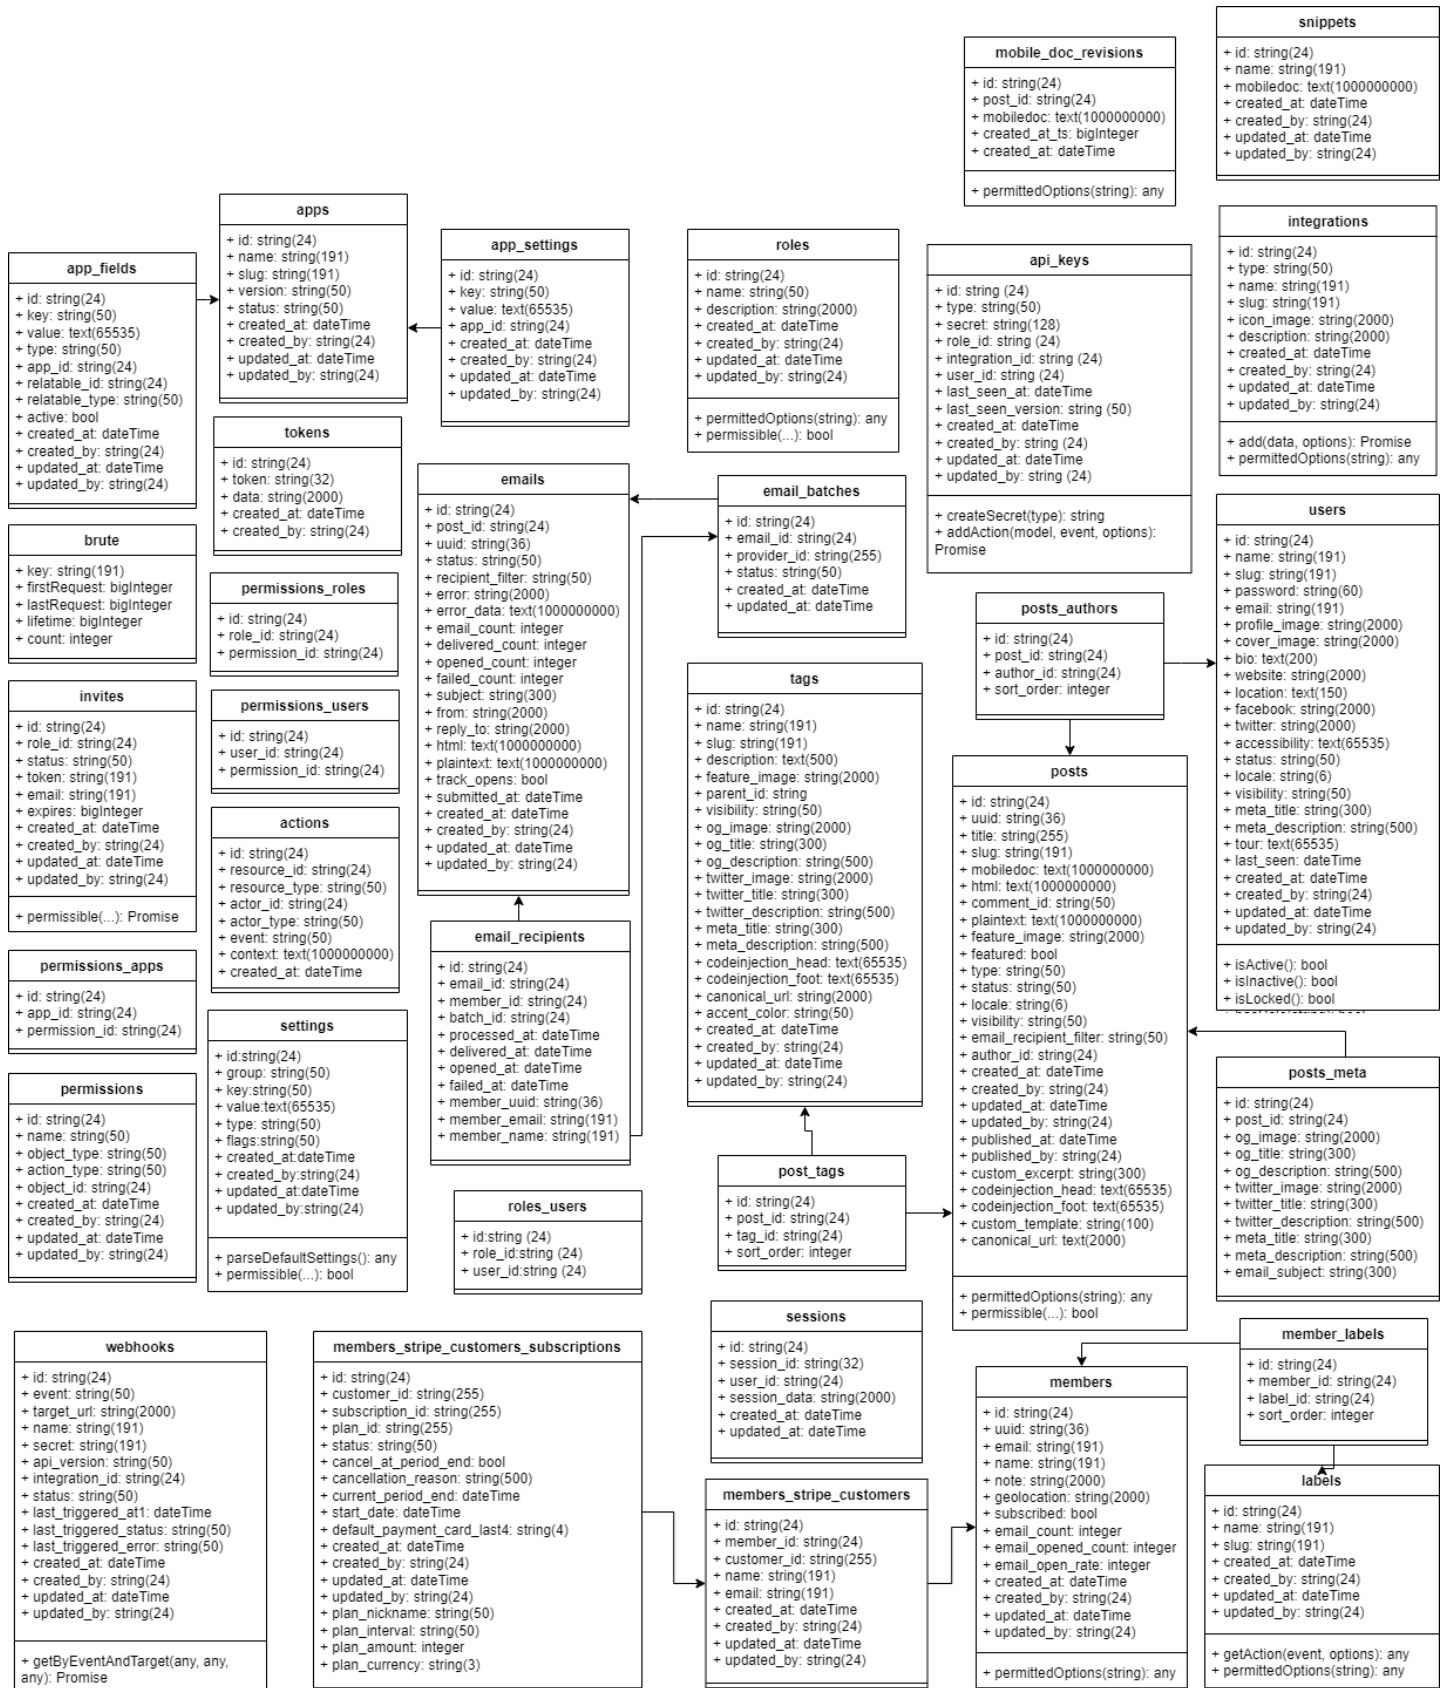 snippets
+ id: string(24)
+ name: string(191)
+ mobiledoc: text(1000000000)
+ created_at: dateTime
+ created_by: string(24)
+ updated_at: dateTime
+ updated_by: string(24)
mobile_doc_revisions
+ id: string(24)
+ post_id: string(24)
+ mobiledoc: text(1000000000)
+ created_at_ts: bigInteger
+ created_at: dateTime
+ permittedOptions(string): any
apps
+ id: string(24)
+ name: string(191)
+ slug: string(191)
+ version: string(50)
+ status: string(50)
+ created_at: dateTime
+ created_by: string(24)
+ updated_at: dateTime
+ updated_by: string(24)
app_settings
+ id: string(24)
+ key: string(50)
+ value: text(65535)
+ app_id: string(24)
+ created_at: dateTime
+ created_by: string(24)
+ updated_at: dateTime
+ updated_by: string(24)
roles
+ id: string(24)
+ name: string(50)
+ description: string(2000)
+ created_at: dateTime
+ created_by: string(24)
+ updated_at: dateTime
+ updated_by: string(24)
+ permittedOptions(string): any
+ permissible(...): bool
api_keys
+ id: string (24)
+ type: string(50)
+ secret: string(128)
+ role_id: string (24)
+ integration_id: string (24)
+ user_id: string (24)
+ last_seen_at: dateTime
+ last_seen_version: string (50)
+ created_at: dateTime
+ created_by: string (24)
+ updated_at: dateTime
+ updated_by: string (24)
+ createSecret(type): string
+ addAction(model, event, options):
Promise
integrations
+ id: string(24)
+ type: string(50)
+ name: string(191)
+ slug: string(191)
+ icon_image: string(2000)
+ description: string(2000)
+ created_at: dateTime
+ created_by: string(24)
+ updated_at: dateTime
+ updated_by: string(24)
+ add(data, options): Promise
+ permittedOptions(string): any
app_fields
+ id: string(24)
+ key: string(50)
+ value: text(65535)
+ type: string(50)
+ app_id: string(24)
+ relatable_id: string(24)
+ relatable_type: string(50)
+ active: bool
+ created_at: dateTime
+ created_by: string(24)
+ updated_at: dateTime
+ updated_by: string(24)
tokens
+ id: string(24)
+ token: string(32)
+ data: string(2000)
+ created_at: dateTime
+ created_by: string(24)
emails
+ id: string(24)
+ post_id: string(24)
+ uuid: string(36)
+ status: string(50)
+ recipient_filter: string(50)
+ error: string(2000)
+ error_data: text(1000000000)
+ email_count: integer
+ delivered_count: integer
+ opened_count: integer
+ failed_count: integer
+ subject: string(300)
+ from: string(2000)
+ reply_to: string(2000)
+ html: text(1000000000)
+ plaintext: text(1000000000)
+ track_opens: bool
+ submitted_at: dateTime
+ created_at: dateTime
+ created_by: string(24)
+ updated_at: dateTime
+ updated_by: string(24)
email_batches
+ id: string(24)
+ email_id: string(24)
+ provider_id: string(255)
+ status: string(50)
+ created_at: dateTime
+ updated_at: dateTime
users
+ id: string(24)
+ name: string(191)
+ slug: string(191)
+ password: string(60)
+ email: string(191)
+ profile_image: string(2000)
+ cover_image: string(2000)
+ bio: text(200)
+ website: string(2000)
+ location: text(150)
+ facebook: string(2000)
+ twitter: string(2000)
+ accessibility: text(65535)
+ status: string(50)
+ locale: string(6)
+ visibility: string(50)
+ meta_title: string(300)
+ meta_description: string(500)
+ tour: text(65535)
+ last_seen: dateTime
+ created_at: dateTime
+ created_by: string(24)
+ updated_at: dateTime
+ updated_by: string(24)
+ isActive(): bool
+ isInactive(): bool
+ isLocked(): bool
brute
+ key: string(191)
+ firstRequest: bigInteger
+ lastRequest: bigInteger
+ lifetime: bigInteger
+ count: integer
permissions_roles
+ id: string(24)
+ role_id: string(24)
+ permission_id: string(24)
posts_authors
+ id: string(24)
+ post_id: string(24)
+ author_id: string(24)
+ sort_order: integer
invites
+ id: string(24)
+ role_id: string(24)
+ status: string(50)
+ token: string(191)
+ email: string(191)
+ expires: bigInteger
+ created_at: dateTime
+ created_by: string(24)
+ updated_at: dateTime
+ updated_by: string(24)
+ permissible(...): Promise
permissions_users
+ id: string(24)
+ user_id: string(24)
+ permission_id: string(24)
tags
+ id: string(24)
+ name: string(191)
+ slug: string(191)
+ description: text(500)
+ feature_image: string(2000)
+ parent_id: string
+ visibility: string(50)
+ og_image: string(2000)
+ og_title: string(300)
+ og_description: string(500)
+ twitter_image: string(2000)
+ twitter_title: string(300)
+ twitter_description: string(500)
+ meta_title: string(300)
+ meta_description: string(500)
+ codeinjection_head: text(65535)
+ codeinjection_foot: text(65535)
+ canonical_url: string(2000)
+ accent_color: string(50)
+ created_at: dateTime
+ created_by: string(24)
+ updated_at: dateTime
+ updated_by: string(24)
posts
+ id: string(24)
+ uuid: string(36)
+ title: string(255)
+ slug: string(191)
+ mobiledoc: text(1000000000)
+ html: text(1000000000)
+ comment_id: string(50)
+ plaintext: text(1000000000)
+ feature_image: string(2000)
+ featured: bool
+ type: string(50)
+ status: string(50)
+ locale: string(6)
+ visibility: string(50)
+ email_recipient_filter: string(50)
+ author_id: string(24)
+ created_at: dateTime
+ created_by: string(24)
+ updated_at: dateTime
+ updated_by: string(24)
+ published_at: dateTime
+ published_by: string(24)
+ custom_excerpt: string(300)
+ codeinjection_head: text(65535)
+ codeinjection_foot: text(65535)
+ custom_template: string(100)
+ canonical_url: text(2000)
+ permittedOptions(string): any
+ permissible(...): bool
actions
+ id: string(24)
+ resource_id: string(24)
+ resource_type: string(50)
+ actor_id: string(24)
+ actor_type: string(50)
+ event: string(50)
+ context: text(1000000000)
+ created_at: dateTime
email_recipients
+ id: string(24)
+ email_id: string(24)
+ member_id: string(24)
+ batch_id: string(24)
+ processed_at: dateTime
+ delivered_at: dateTime
+ opened_at: dateTime
+ failed_at: dateTime
+ member_uuid: string(36)
+ member_email: string(191)
+ member_name: string(191)
permissions_apps
+ id: string(24)
+ app_id: string(24)
+ permission_id: string(24)
settings
+ id:string(24)
+ group: string(50)
+ key:string(50)
+ value:text(65535)
+ type: string(50)
+ flags:string(50)
+ created_at:dateTime
+ created_by:string(24)
+ updated_at:dateTime
+ updated_by:string(24)
+ parseDefaultSettings(): any
+ permissible(...): bool
permissions
+ id: string(24)
+ name: string(50)
+ object_type: string(50)
+ action_type: string(50)
+ object_id: string(24)
+ created_at: dateTime
+ created_by: string(24)
+ updated_at: dateTime
+ updated_by: string(24)
posts_meta
+ id: string(24)
+ post_id: string(24)
+ og_image: string(2000)
+ og_title: string(300)
+ og_description: string(500)
+ twitter_image: string(2000)
+ twitter_title: string(300)
+ twitter_description: string(500)
+ meta_title: string(300)
+ meta_description: string(500)
+ email_subject: string(300)
post_tags
+ id: string(24)
+ post_id: string(24)
+ tag_id: string(24)
+ sort_order: integer
roles_users
+ id:string (24)
+ role_id:string (24)
+ user_id:string (24)
sessions
+ id: string(24)
+ session_id: string(32)
+ user_id: string(24)
+ session_data: string(2000)
+ created_at: dateTime
+ updated_at: dateTime
member_labels
+ id: string(24)
+ member_id: string(24)
+ label_id: string(24)
+ sort_order: integer
webhooks
+ id: string(24)
+ event: string(50)
+ target_url: string(2000)
+ name: string(191)
+ secret: string(191)
+ api_version: string(50)
+ integration_id: string(24)
+ status: string(50)
+ last_triggered_at1: dateTime
+ last_triggered_status: string(50)
+ last_triggered_error: string(50)
+ created_at: dateTime
+ created_by: string(24)
+ updated_at: dateTime
+ updated_by: string(24)
+ getByEventAndTarget(any, any,
any): Promise
members_stripe_customers_subscriptions
+ id: string(24)
+ customer_id: string(255)
+ subscription_id: string(255)
+ plan_id: string(255)
+ status: string(50)
+ cancel_at_period_end: bool
+ cancellation_reason: string(500)
+ current_period_end: dateTime
+ start_date: dateTime
+ default_payment_card_last4: string(4)
+ created_at: dateTime
+ created_by: string(24)
+ updated_at: dateTime
+ updated_by: string(24)
+ plan_nickname: string(50)
+ plan_interval: string(50)
+ plan_amount: integer
+ plan_currency: string(3)
members
+ id: string(24)
+ uuid: string(36)
+ email: string(191)
+ name: string(191)
+ note: string(2000)
+ geolocation: string(2000)
+ subscribed: bool
+ email_count: integer
+ email_opened_count: integer
+ email_open_rate: integer
+ created_at: dateTime
+ created_by: string(24)
+ updated_at: dateTime
+ updated_by: string(24)
+ permittedOptions(string): any
members_stripe_customers
+ id: string(24)
+ member_id: string(24)
+ customer_id: string(255)
+ name: string(191)
+ email: string(191)
+ created_at: dateTime
+ created_by: string(24)
+ updated_at: dateTime
+ updated_by: string(24)
labels
+ id: string(24)
+ name: string(191)
+ slug: string(191)
+ created_at: dateTime
+ created_by: string(24)
+ updated_at: dateTime
+ updated_by: string(24)
+ getAction(event, options): any
+ permittedOptions(string): any